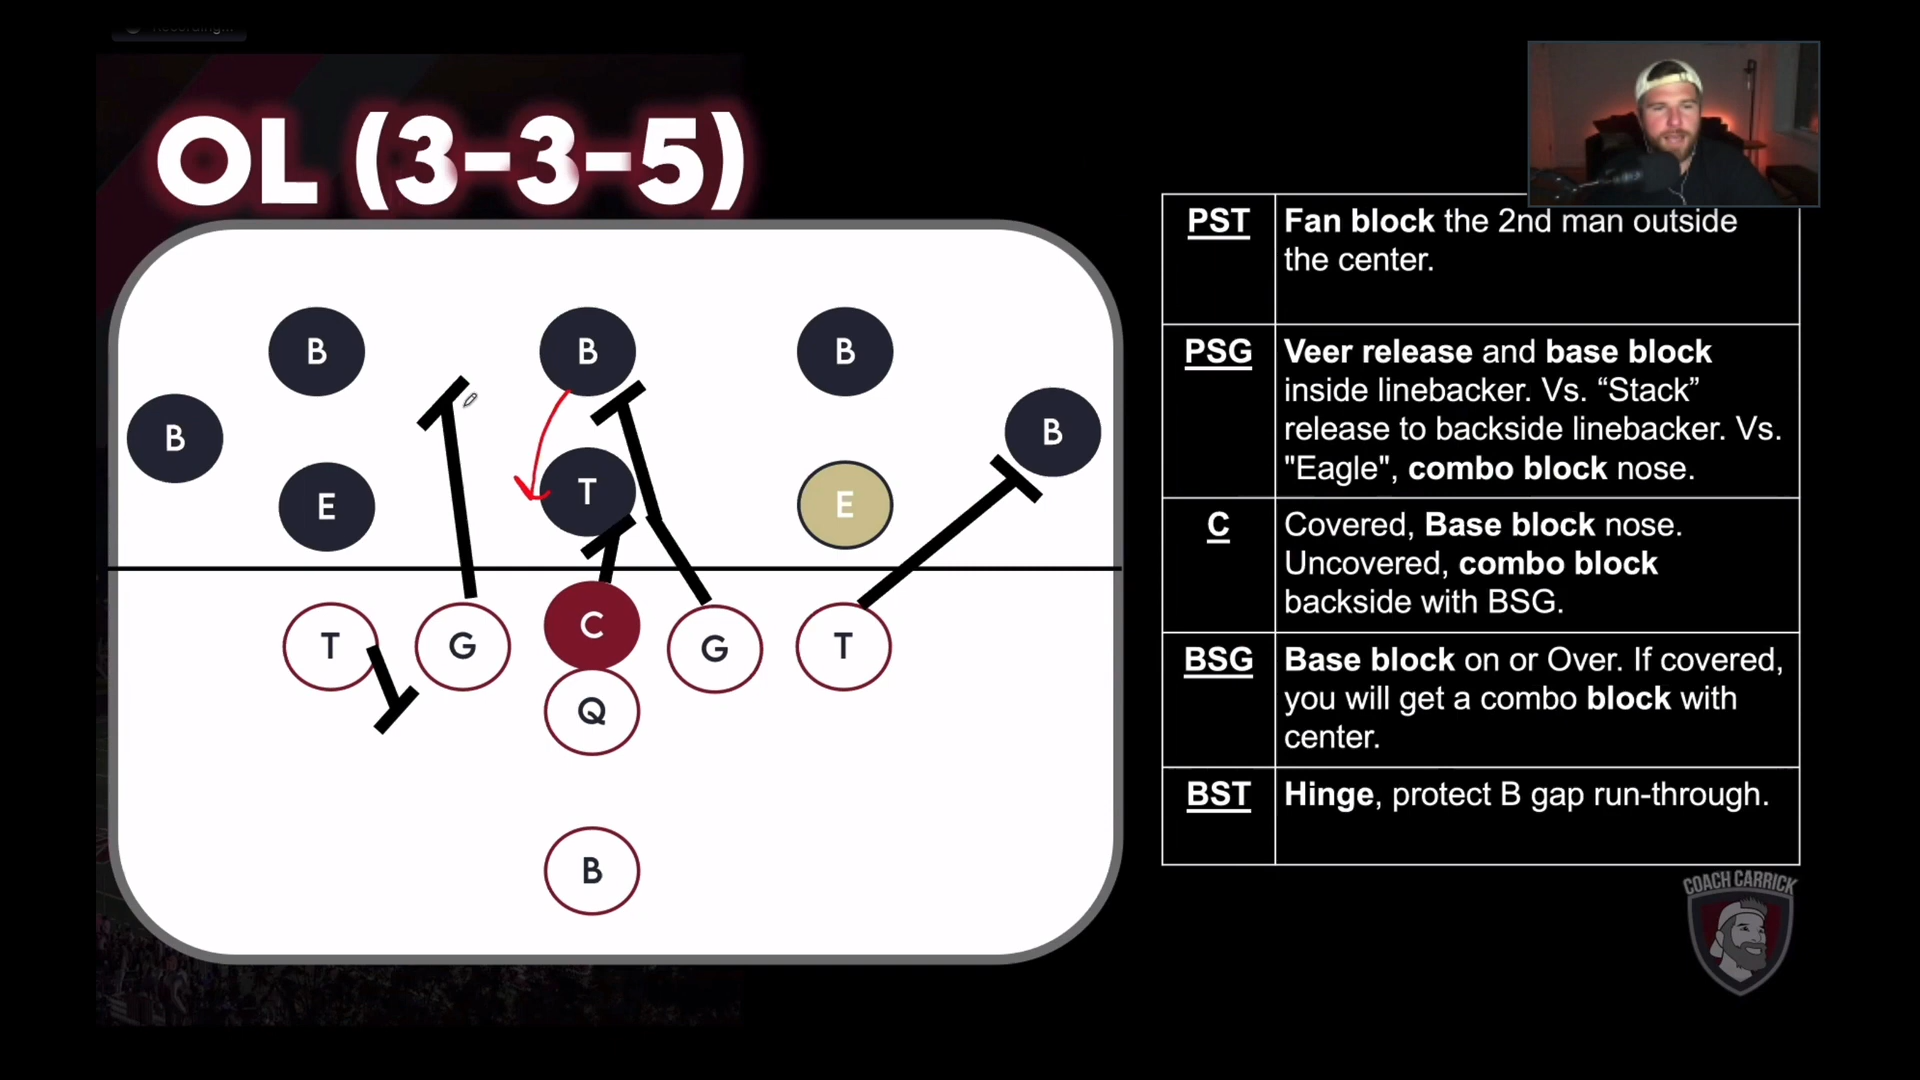 Recording...
OL (3-3-5)
B B B
B B
E T E
T G C G T
Q
B
PST
Fan block the 2nd man outside
the center.
PSG
Veer release and base block
inside linebacker. Vs. “Stack”
release to backside linebacker. Vs.
"Eagle", combo block nose.
C
Covered, Base block nose.
Uncovered, combo block
backside with BSG.
BSG
Base block on or Over. If covered,
you will get a combo block with
center.
BST
Hinge, protect B gap run-through.
COACH CARRICK